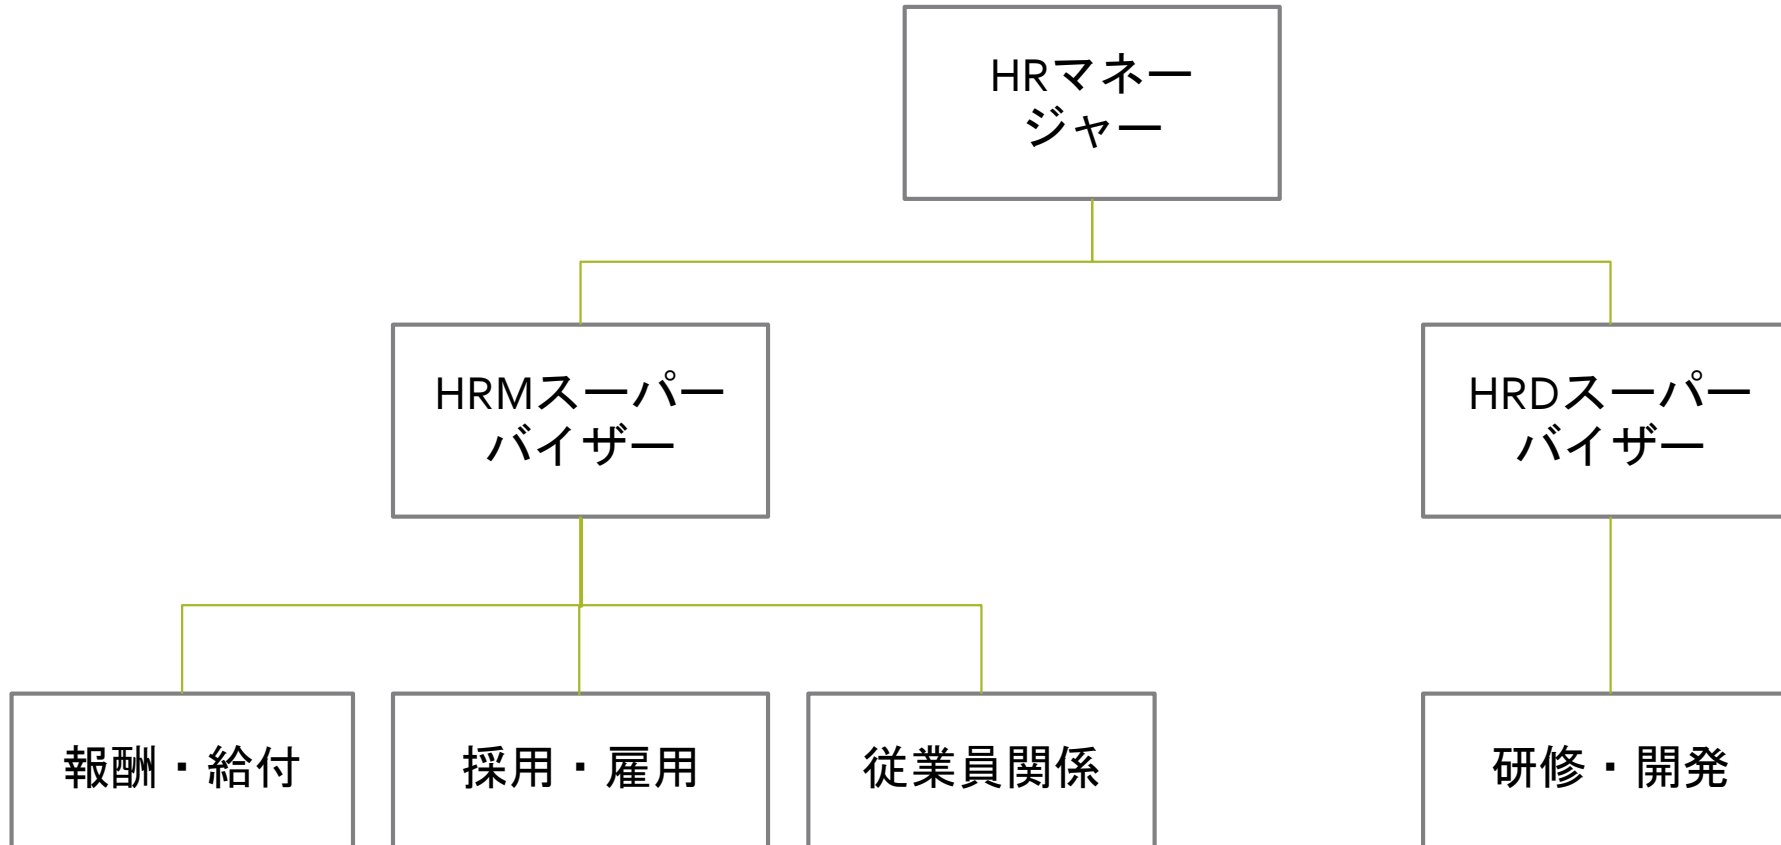 HRマネー
ジャー
HRMスーパー
バイザー
HRDスーパー
バイザー
報酬・給付
採用・雇用
従業員関係
研修・開発